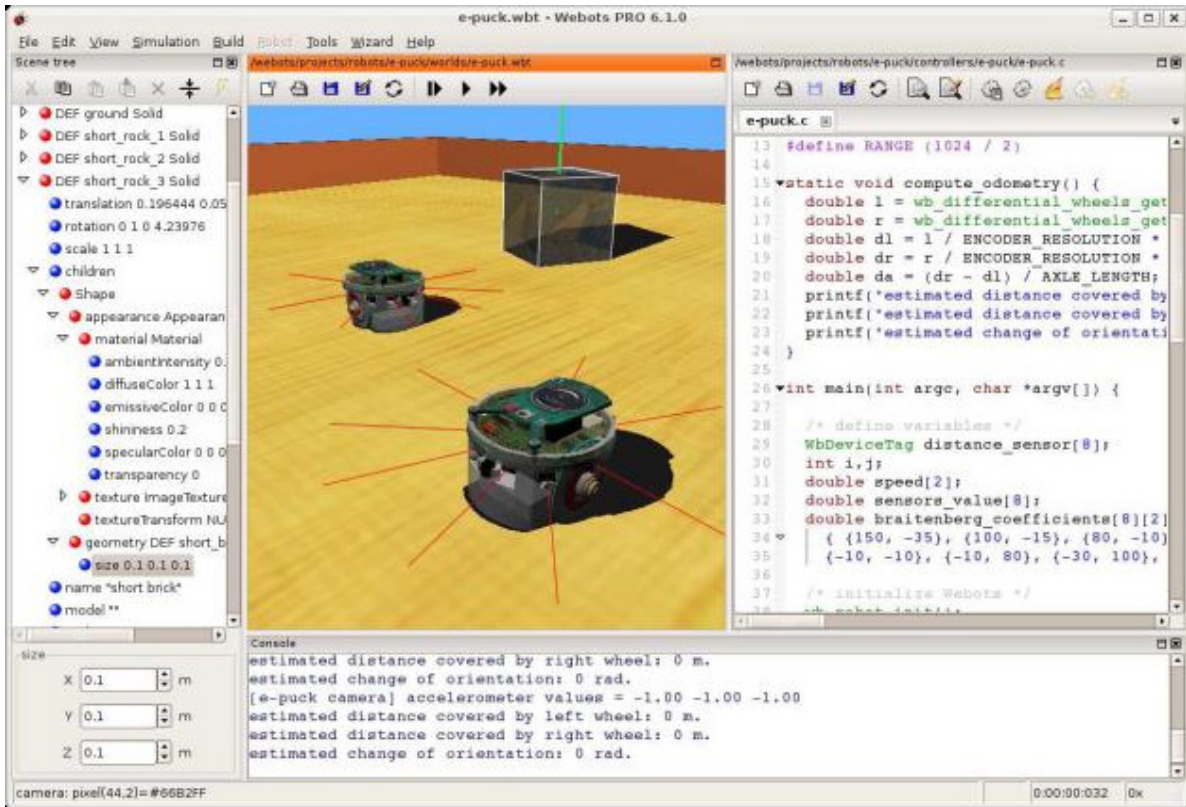 e-puck.wbt - Webots PRO 6.1.0
File Edit View Simulation Build Robot Tools Wizard Help
Scene tree
DEF ground Solid
DEF short_rock_1 Solid
DEF short_rock_2 Solid
DEF short_rock_3 Solid
translation 0.196444 0.05
rotation 0 1 0 4.23976
scale 1 1 1
children
Shape
appearance Appearan
material Material
ambientIntensity 0.
diffuseColor 1 1 1
emissiveColor 0 0 0
shininess 0.2
specularColor 0 0 0
transparency 0
texture ImageTexture
textureTransform NU
geometry DEF short_b
size 0.1 0.1 0.1
name "short brick"
model ""
size
X 0.1 m
Y 0.1 m
Z 0.1 m
/webots/projects/robots/e-puck/worlds/e-puck.wbt
/webots/projects/robots/e-puck/controllers/e-puck/e-puck.c
e-puck.c
13 #define RANGE (1024 / 2)
14
15 static void compute_odometry() {
16 double l = wb_differential_wheels_get
17 double r = wb_differential_wheels_get
18 double dl = l / ENCODER_RESOLUTION *
19 double dr = r / ENCODER_RESOLUTION *
20 double da = (dr - dl) / AXLE_LENGTH;
21 printf("estimated distance covered by
22 printf("estimated distance covered by
23 printf("estimated change of orientati
24 }
25
26 int main(int argc, char *argv[]) {
27
28 /* define variables */
29 WbDeviceTag distance_sensor[8];
30 int i,j;
31 double speed[2];
32 double sensors_value[8];
33 double braitenberg_coefficients[8][2]
34 { {150, -35}, {100, -15}, {80, -10}
35 {-10, -10}, {-10, 80}, {-30, 100},
36
37 /* initialize Webots */
Console
estimated distance covered by right wheel: 0 m.
estimated change of orientation: 0 rad.
[e-puck camera] accelerometer values = -1.00 -1.00 -1.00
estimated distance covered by left wheel: 0 m.
estimated distance covered by right wheel: 0 m.
estimated change of orientation: 0 rad.
camera: pixel(44,2)=#66B2FF
0:00:00:032 0x